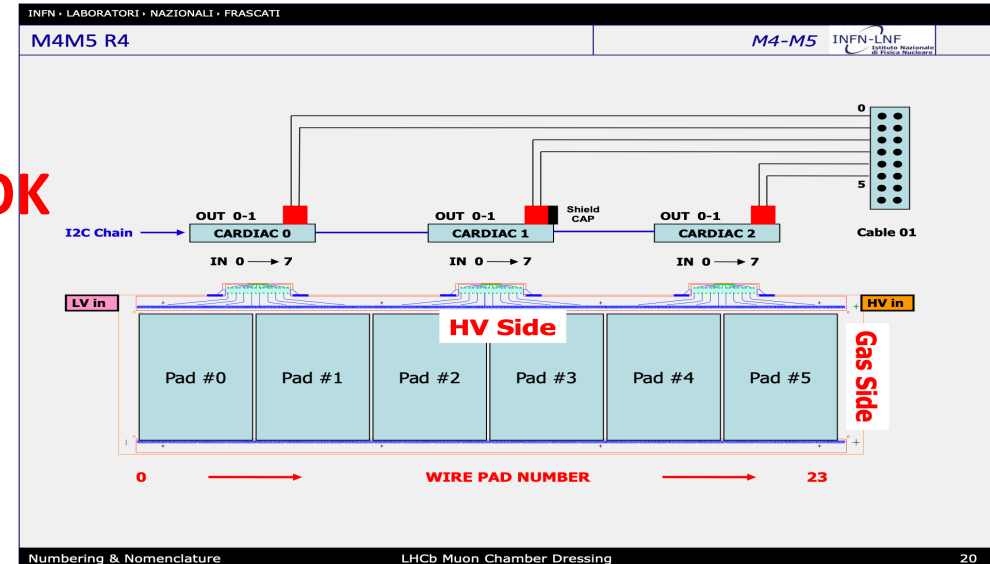 INFN › LABORATORI › NAZIONALI › FRASCATI
M4M5 R4
M4-M5
INFN-LNF
Istituto Nazionale
di Fisica Nucleare
OK
0
5
Cable 01
OUT 0-1
OUT 0-1
Shield
CAP
OUT 0-1
I2C Chain
CARDIAC 0
CARDIAC 1
CARDIAC 2
IN 0 → 7
IN 0 → 7
IN 0 → 7
LV in
HV in
HV Side
Gas Side
Pad #0
Pad #1
Pad #2
Pad #3
Pad #4
Pad #5
0 → WIRE PAD NUMBER → 23
Numbering & Nomenclature
LHCb Muon Chamber Dressing
20